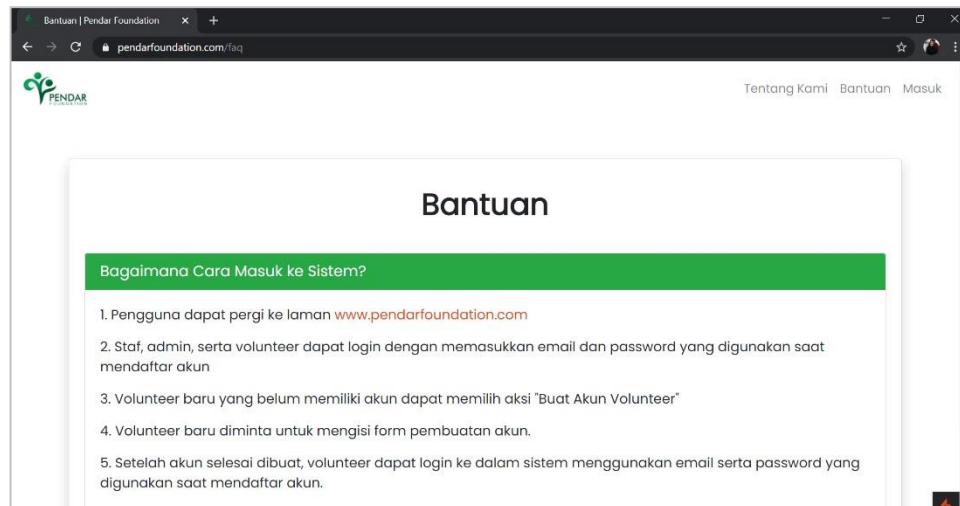 Bantuan | Pendar Foundation
pendarfoundation.com/faq
PENDAR
FOUNDATION
Tentang Kami Bantuan Masuk
Bantuan
Bagaimana Cara Masuk ke Sistem?
1. Pengguna dapat pergi ke laman www.pendarfoundation.com
2. Staf, admin, serta volunteer dapat login dengan memasukkan email dan password yang digunakan saat
mendaftar akun
3. Volunteer baru yang belum memiliki akun dapat memilih aksi "Buat Akun Volunteer"
4. Volunteer baru diminta untuk mengisi form pembuatan akun.
5. Setelah akun selesai dibuat, volunteer dapat login ke dalam sistem menggunakan email serta password yang
digunakan saat mendaftar akun.